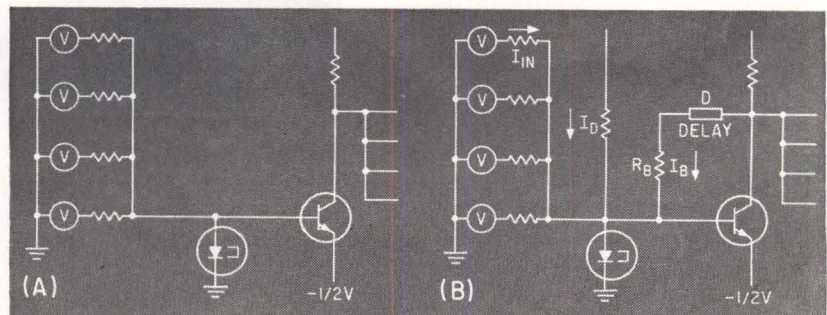 V
V
V
V
-1/2V
(A)
V
I_IN
V
V
V
I_D
D
DELAY
R_B
I_B
-1/2V
(B)